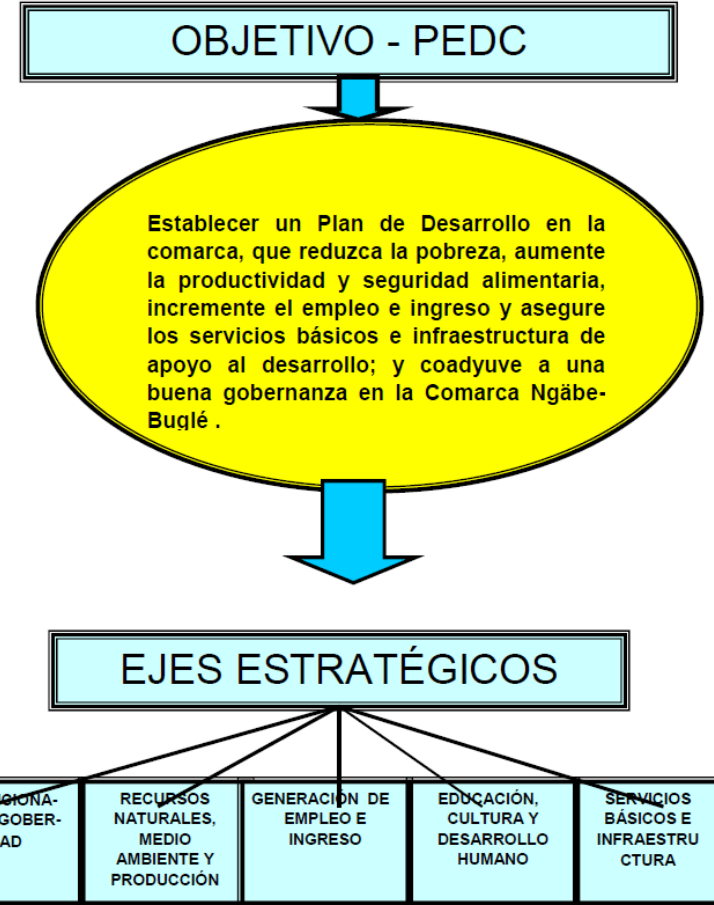 OBJETIVO - PEDC
Establecer un Plan de Desarrollo en la
comarca, que reduzca la pobreza, aumente
la productividad y seguridad alimentaria,
incremente el empleo e ingreso y asegure
los servicios básicos e infraestructura de
apoyo al desarrollo; y coadyuve a una
buena gobernanza en la Comarca Ngäbe-
Buglé .
EJES ESTRATÉGICOS
CIONA-
GOBER-
AD
RECURSOS
NATURALES,
MEDIO
AMBIENTE Y
PRODUCCIÓN
GENERACIÓN DE
EMPLEO E
INGRESO
EDUCACIÓN,
CULTURA Y
DESARROLLO
HUMANO
SERVICIOS
BÁSICOS E
INFRAESTRU
CTURA